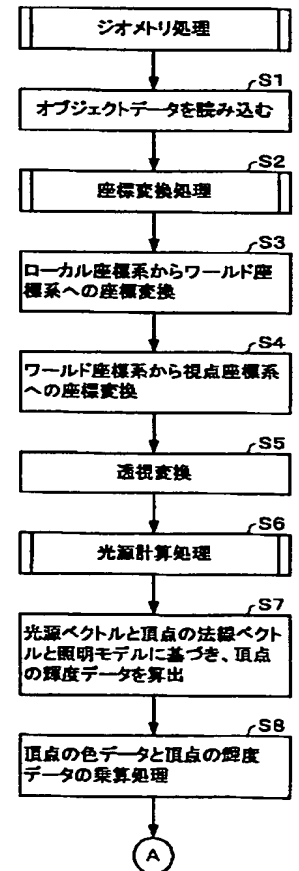 ジオメトリ処理
S1
オブジェクトデータを読み込む
S2
座標変換処理
S3
ローカル座標系からワールド座
標系への座標変換
S4
ワールド座標系から視点座標系
への座標変換
S5
透視変換
S6
光源計算処理
S7
光源ベクトルと頂点の法線ベクト
ルと照明モデルに基づき、頂点
の輝度データを算出
S8
頂点の色データと頂点の輝度
データの乗算処理
A